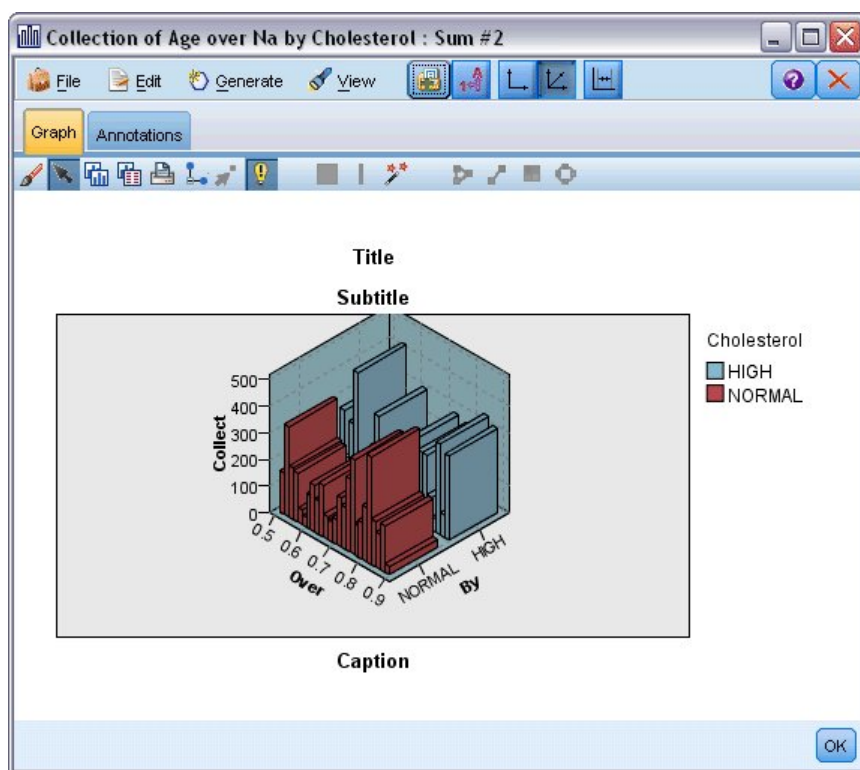 Collection of Age over Na by Cholesterol : Sum #2
File Edit Generate View
Graph Annotations
Title
Subtitle
Cholesterol
HIGH
NORMAL
500
400
300
200
100
0
Collect
0.5 0.6 0.7 0.8 0.9
Over
NORMAL HIGH
By
Caption
OK